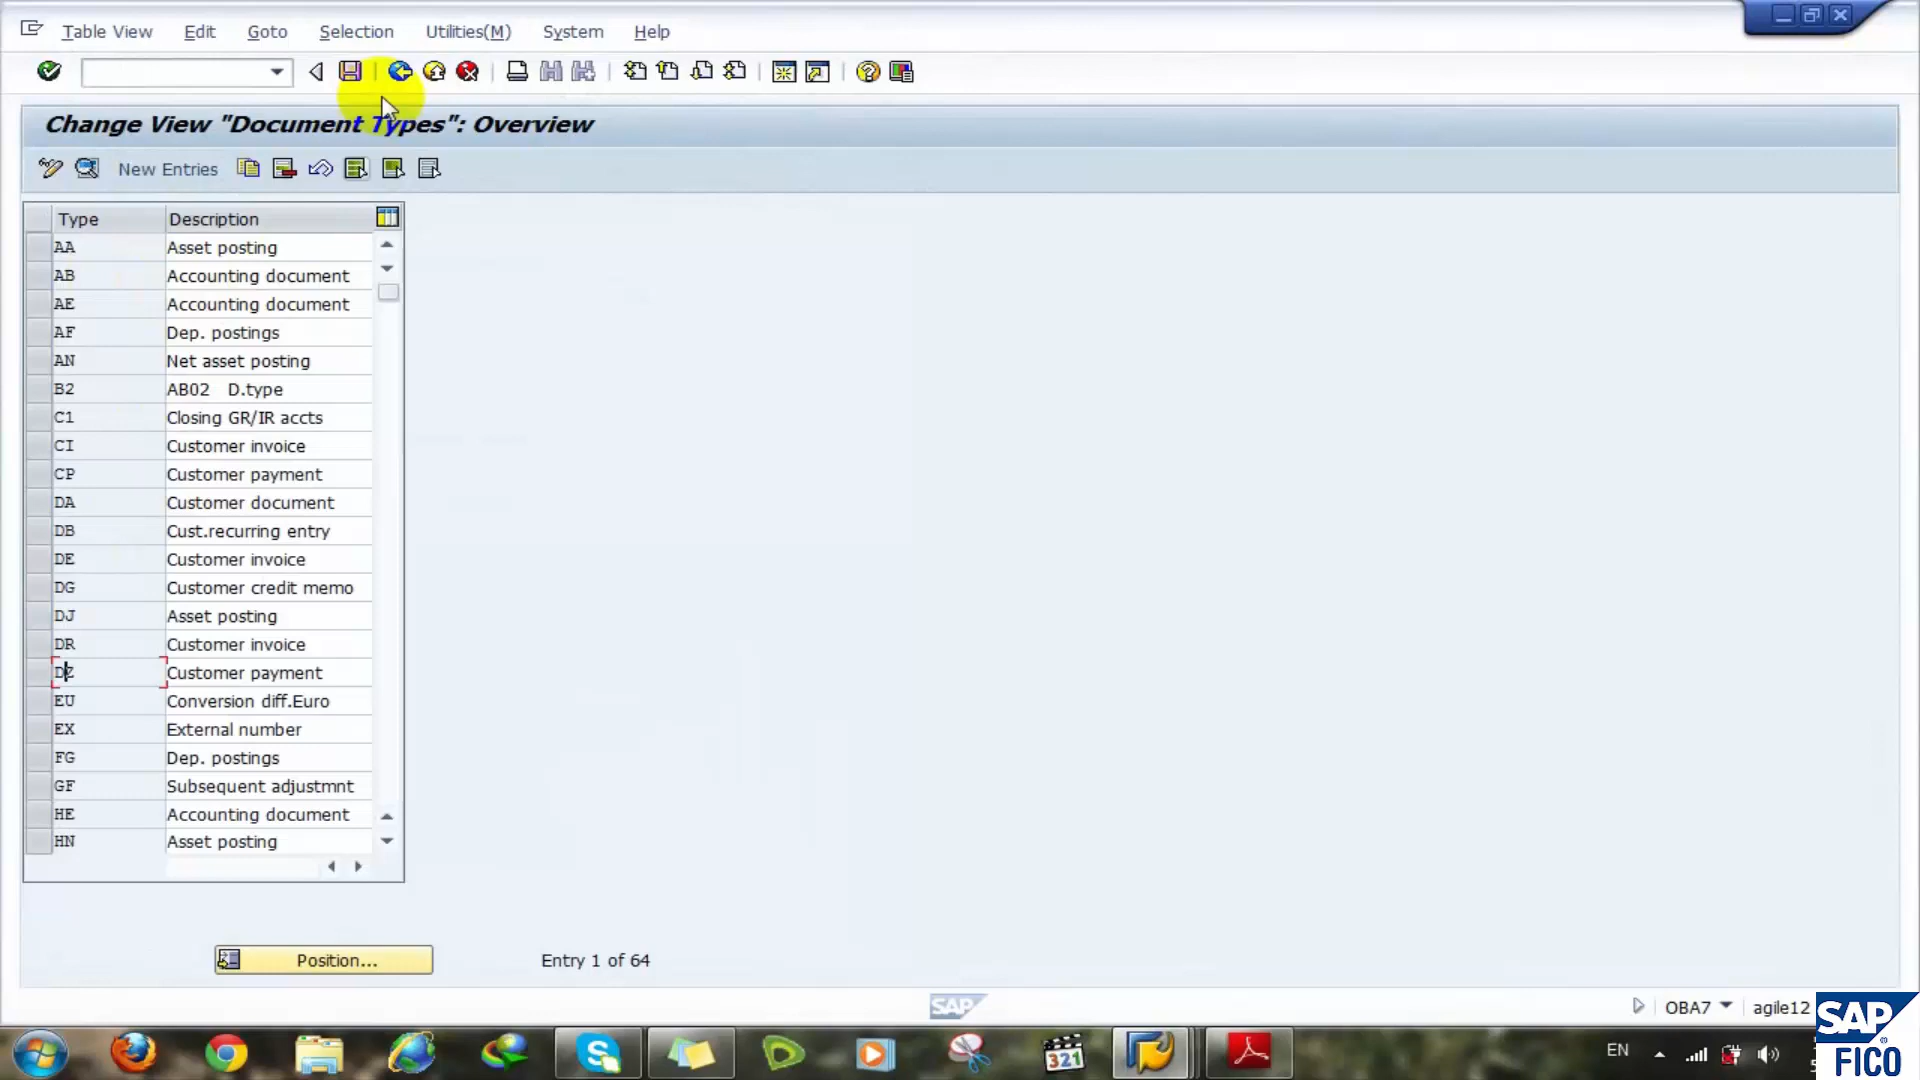 Table View Edit Goto Selection Utilities(M) System Help
Change View "Document Types": Overview
New Entries
Type Description
AA Asset posting
AB Accounting document
AE Accounting document
AF Dep. postings
AN Net asset posting
B2 AB02 D.type
C1 Closing GR/IR accts
CI Customer invoice
CP Customer payment
DA Customer document
DB Cust.recurring entry
DE Customer invoice
DG Customer credit memo
DJ Asset posting
DR Customer invoice
DZ Customer payment
EU Conversion diff.Euro
EX External number
FG Dep. postings
GF Subsequent adjustmnt
HE Accounting document
HN Asset posting
Position... Entry 1 of 64
SAP
OBA7 agile12
SAP
FICO
321
EN